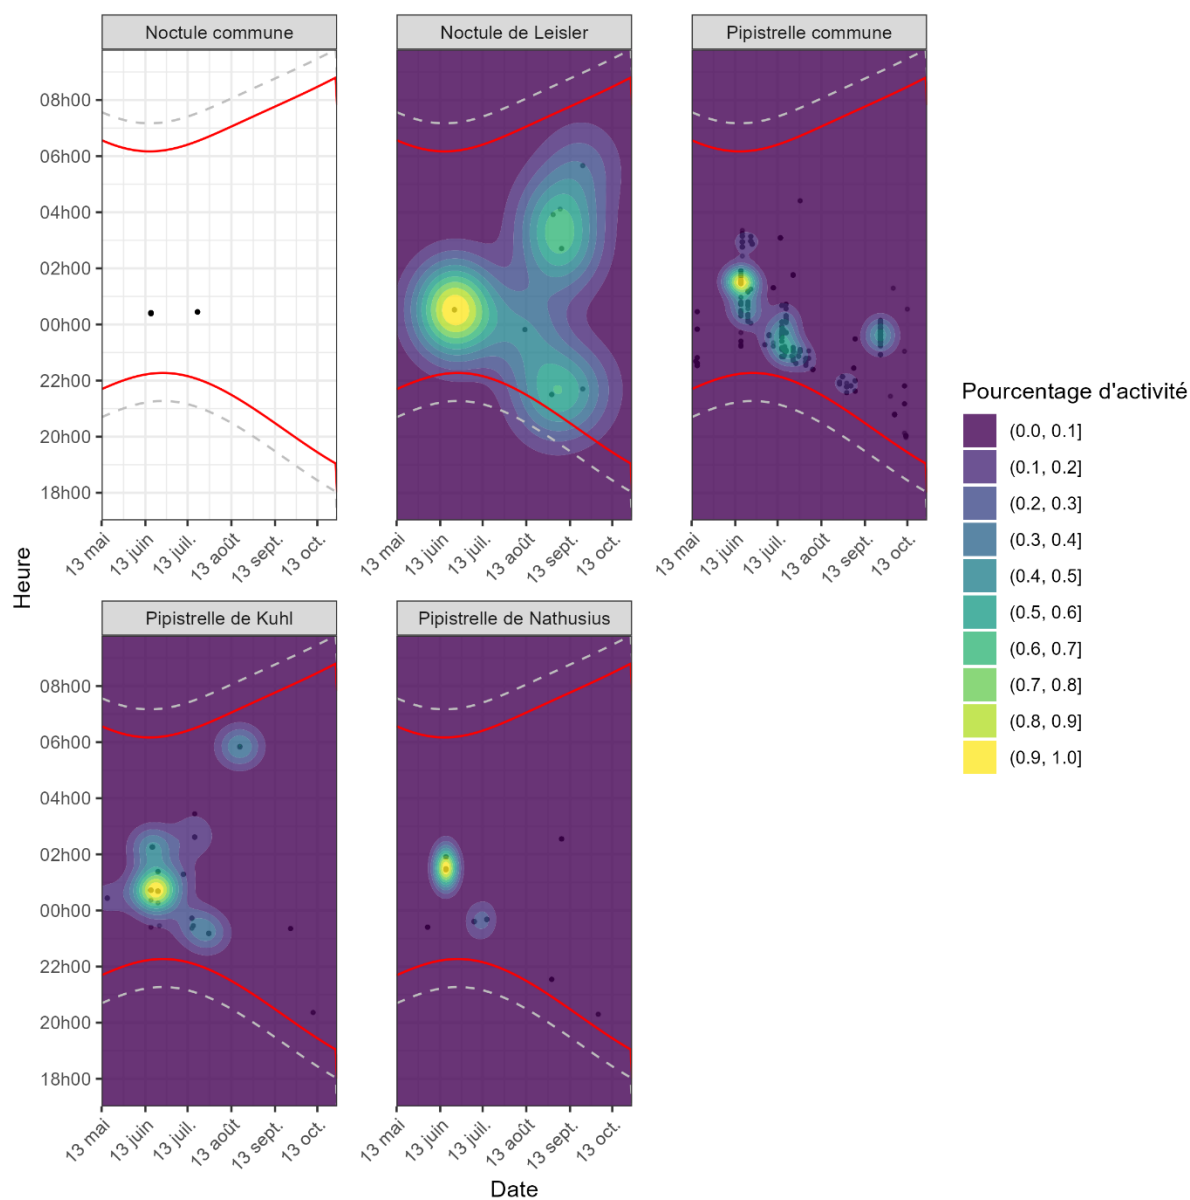 Noctule commune
Noctule de Leisler
Pipistrelle commune
08h00
06h00
04h00
02h00
00h00
22h00
20h00
18h00
13 mai
13 juin
13 juil.
13 août
13 sept.
13 oct.
13 mai
13 juin
13 juil.
13 août
13 sept.
13 oct.
13 mai
13 juin
13 juil.
13 août
13 sept.
13 oct.
Heure
Pipistrelle de Kuhl
Pipistrelle de Nathusius
08h00
06h00
04h00
02h00
00h00
22h00
20h00
18h00
13 mai
13 juin
13 juil.
13 août
13 sept.
13 oct.
13 mai
13 juin
13 juil.
13 août
13 sept.
13 oct.
Date
Pourcentage d'activité
(0.0, 0.1]
(0.1, 0.2]
(0.2, 0.3]
(0.3, 0.4]
(0.4, 0.5]
(0.5, 0.6]
(0.6, 0.7]
(0.7, 0.8]
(0.8, 0.9]
(0.9, 1.0]